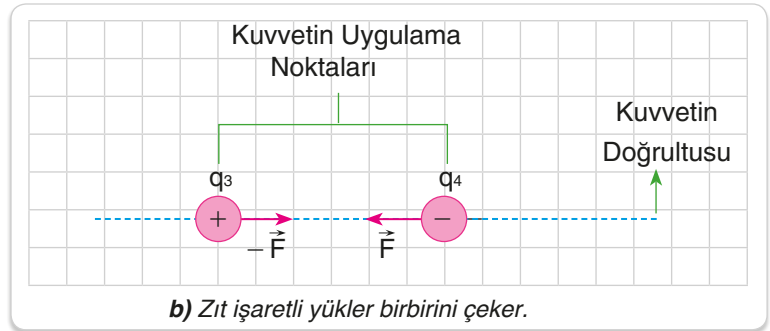 Kuvvetin Uygulama
Noktaları
Kuvvetin
Doğrultusu
q₃ q₄
+ −
−F⃗ F⃗
b) Zıt işaretli yükler birbirini çeker.